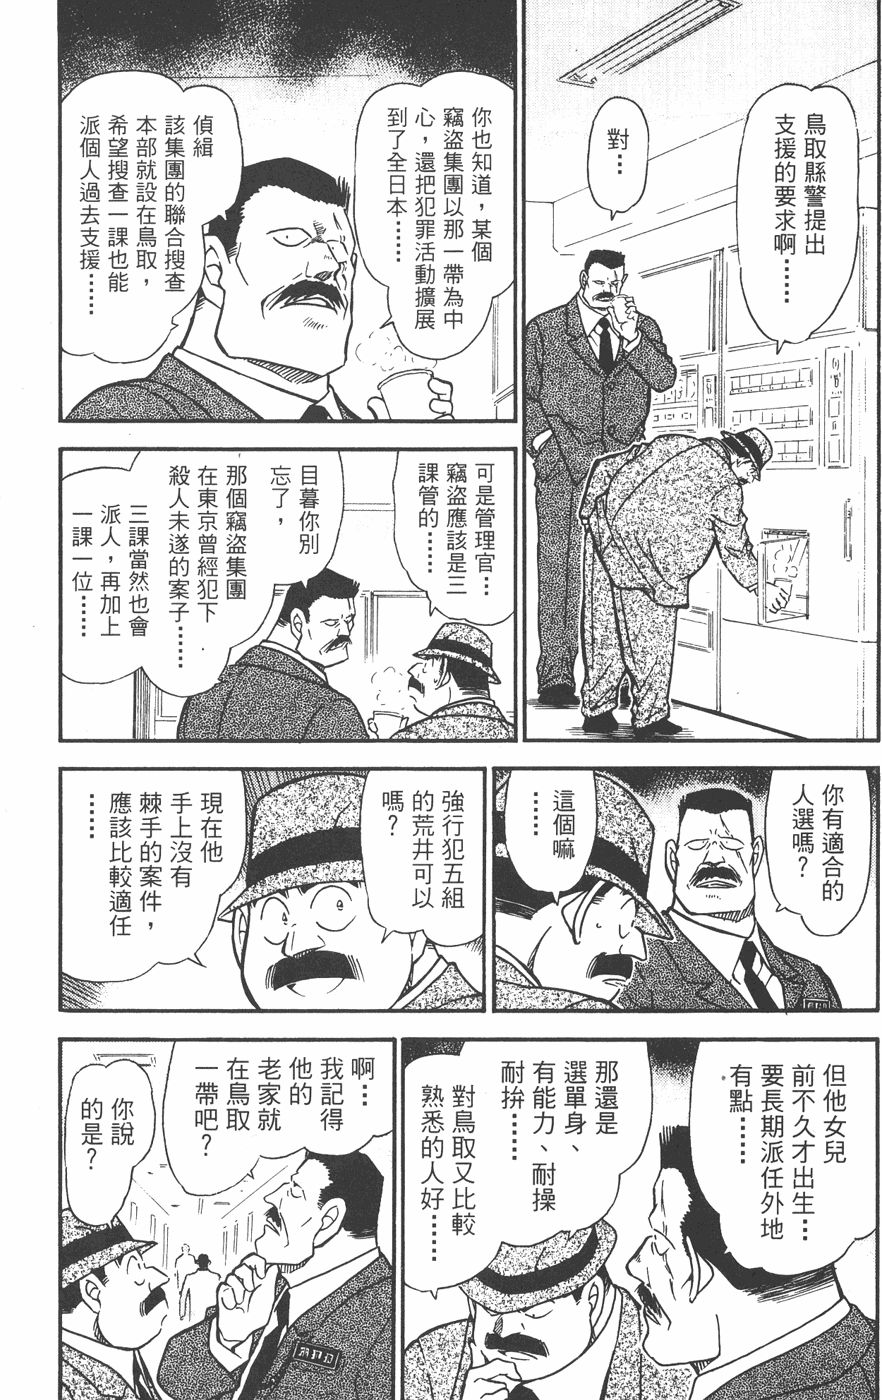 鳥取縣警提出
支援的要求啊……
對…
你也知道，某個
竊盜集團以那一帶為中
心，還把犯罪活動擴展
到了全日本……
偵緝
該集團的聯合搜查
本部就設在鳥取，
希望搜查一課也能
派個人過去支援……
可是管理官…
竊盜應該是三
課管的……
目暮你別
忘了，
那個竊盜集團
在東京曾經犯下
殺人未遂的案子……
三課當然也會
派人，再加上
一課一位……
你有適合的
人選嗎？
這個嘛
……
強行犯五組
的荒井可以
嗎？
現在他
手上沒有
棘手的案件，
應該比較適任
……
但他女兒
前不久才出生…
要長期派任外地
有點……
那還是
選單身、
有能力、耐操
耐拚……
對鳥取又比較
熟悉的人好……
啊…
我記得
他的
老家就
在鳥取
一帶吧？
你說
的是？
MPD